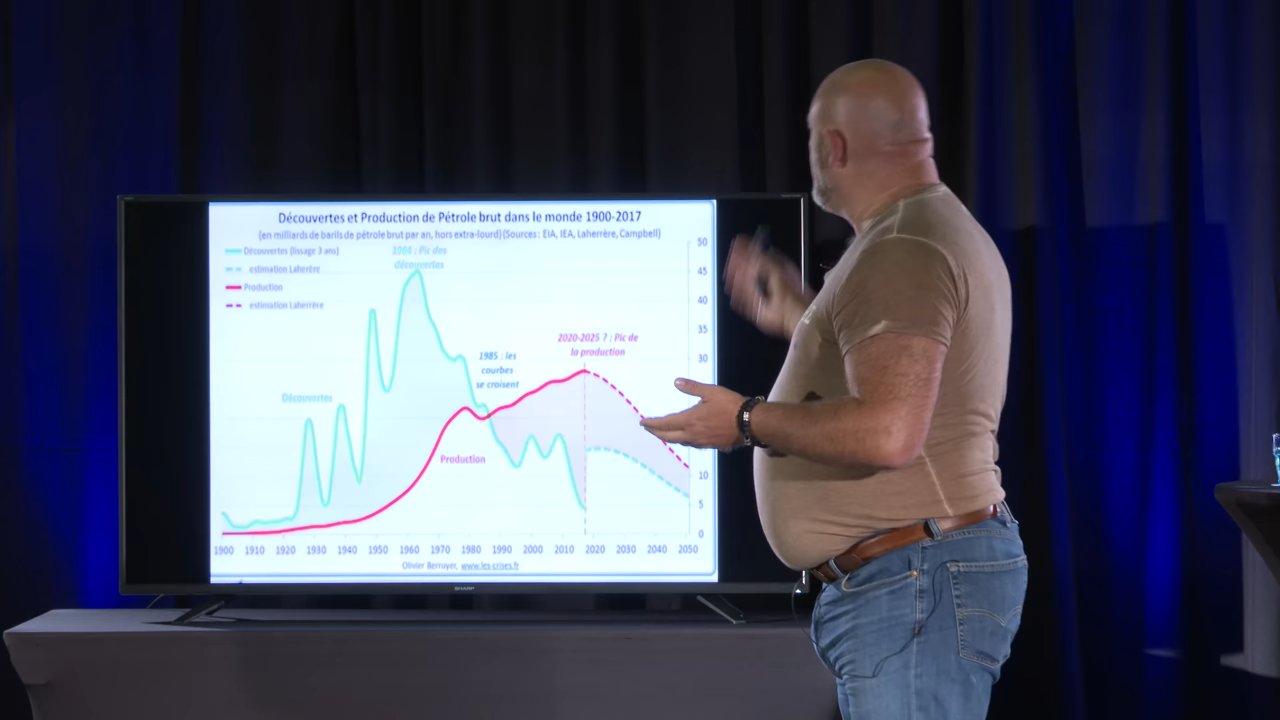 Découvertes et Production de Pétrole brut dans le monde 1900-2017
(en milliards de barils de pétrole brut par an, hors extra-lourd) (Sources : EIA, IEA, Laherrère, Campbell)
Découvertes (lissage 3 ans)
estimation Laherère
Production
estimation Laherrère
1964 : Pic des
découvertes
2020-2025 ? : Pic de
la production
1985 : les
courbes
se croisent
Découvertes
Production
50
45
40
35
30
10
5
0
1900 1910 1920 1930 1940 1950 1960 1970 1980 1990 2000 2010 2020 2030 2040 2050
Olivier Berruyer, www.les-crises.fr
SHARP